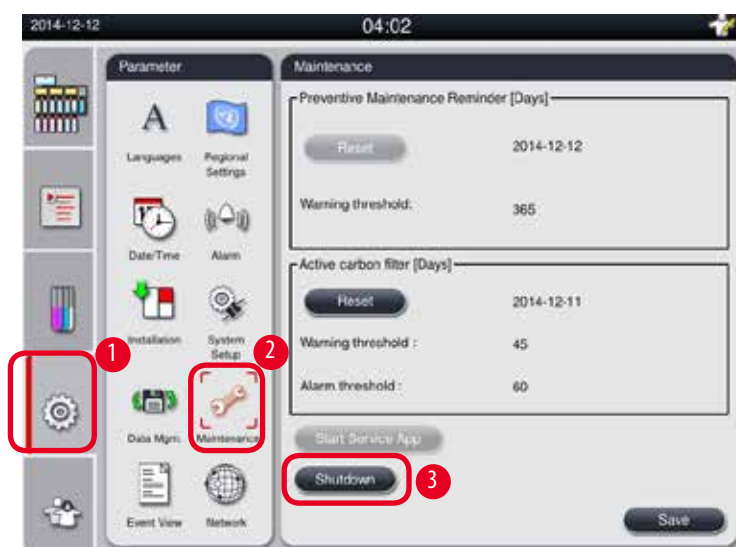 2014-12-12
04:02
Parameter
A
Languages
Regional
Settings
Date/Time
Alarm
Installation
System
Setup
Data Mgm.
Maintenance
Event View
Network
Maintenance
Preventive Maintenance Reminder [Days]
Reset
2014-12-12
Warning threshold:
365
Active carbon filter [Days]
Reset
2014-12-11
Warning threshold :
45
Alarm threshold :
60
Start Service App
Shutdown
Save
1
2
3